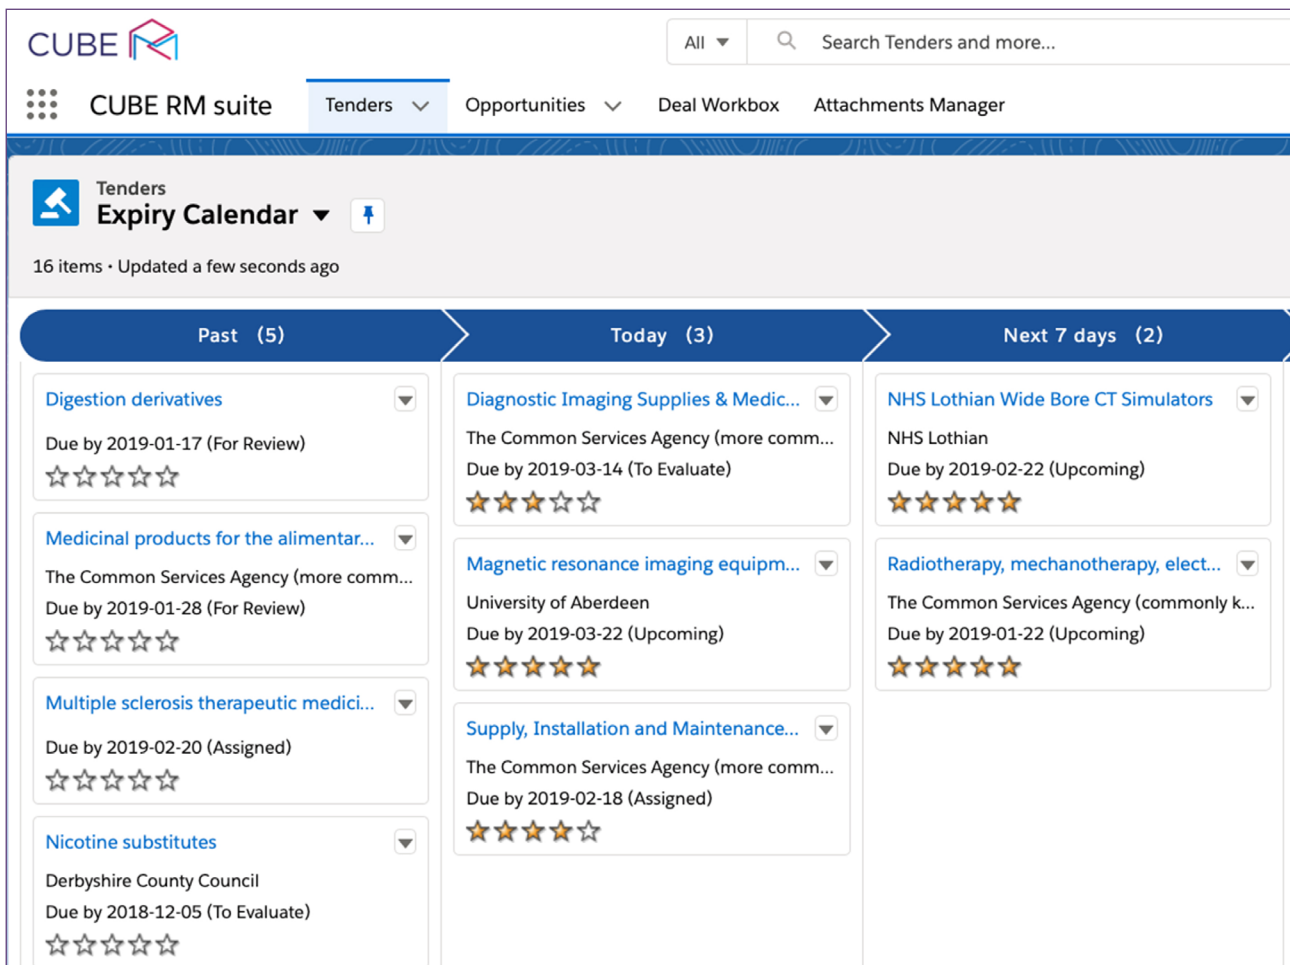 CUBE RM
All
Search Tenders and more...
CUBE RM suite
Tenders
Opportunities
Deal Workbox
Attachments Manager
Tenders
Expiry Calendar
16 items • Updated a few seconds ago
Past (5)
Today (3)
Next 7 days (2)
Digestion derivatives
Due by 2019-01-17 (For Review)
Medicinal products for the alimentar...
The Common Services Agency (more comm...
Due by 2019-01-28 (For Review)
Multiple sclerosis therapeutic medici...
Due by 2019-02-20 (Assigned)
Nicotine substitutes
Derbyshire County Council
Due by 2018-12-05 (To Evaluate)
Diagnostic Imaging Supplies & Medic...
The Common Services Agency (more comm...
Due by 2019-03-14 (To Evaluate)
Magnetic resonance imaging equipm...
University of Aberdeen
Due by 2019-03-22 (Upcoming)
Supply, Installation and Maintenance...
The Common Services Agency (more comm...
Due by 2019-02-18 (Assigned)
NHS Lothian Wide Bore CT Simulators
NHS Lothian
Due by 2019-02-22 (Upcoming)
Radiotherapy, mechanotherapy, elect...
The Common Services Agency (commonly k...
Due by 2019-01-22 (Upcoming)